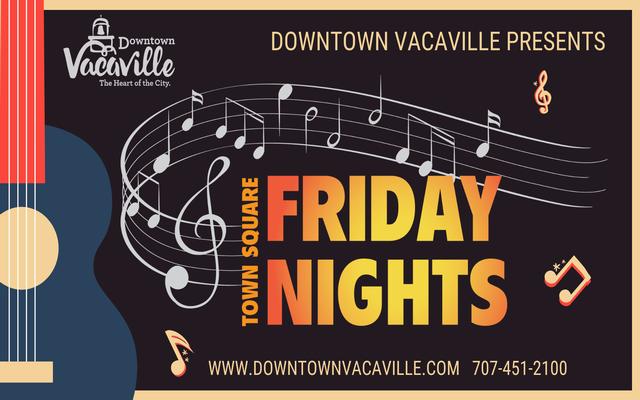 Downtown
Vacaville
The Heart of the City.
DOWNTOWN VACAVILLE PRESENTS
TOWN SQUARE
FRIDAY
NIGHTS
WWW.DOWNTOWNVACAVILLE.COM 707-451-2100